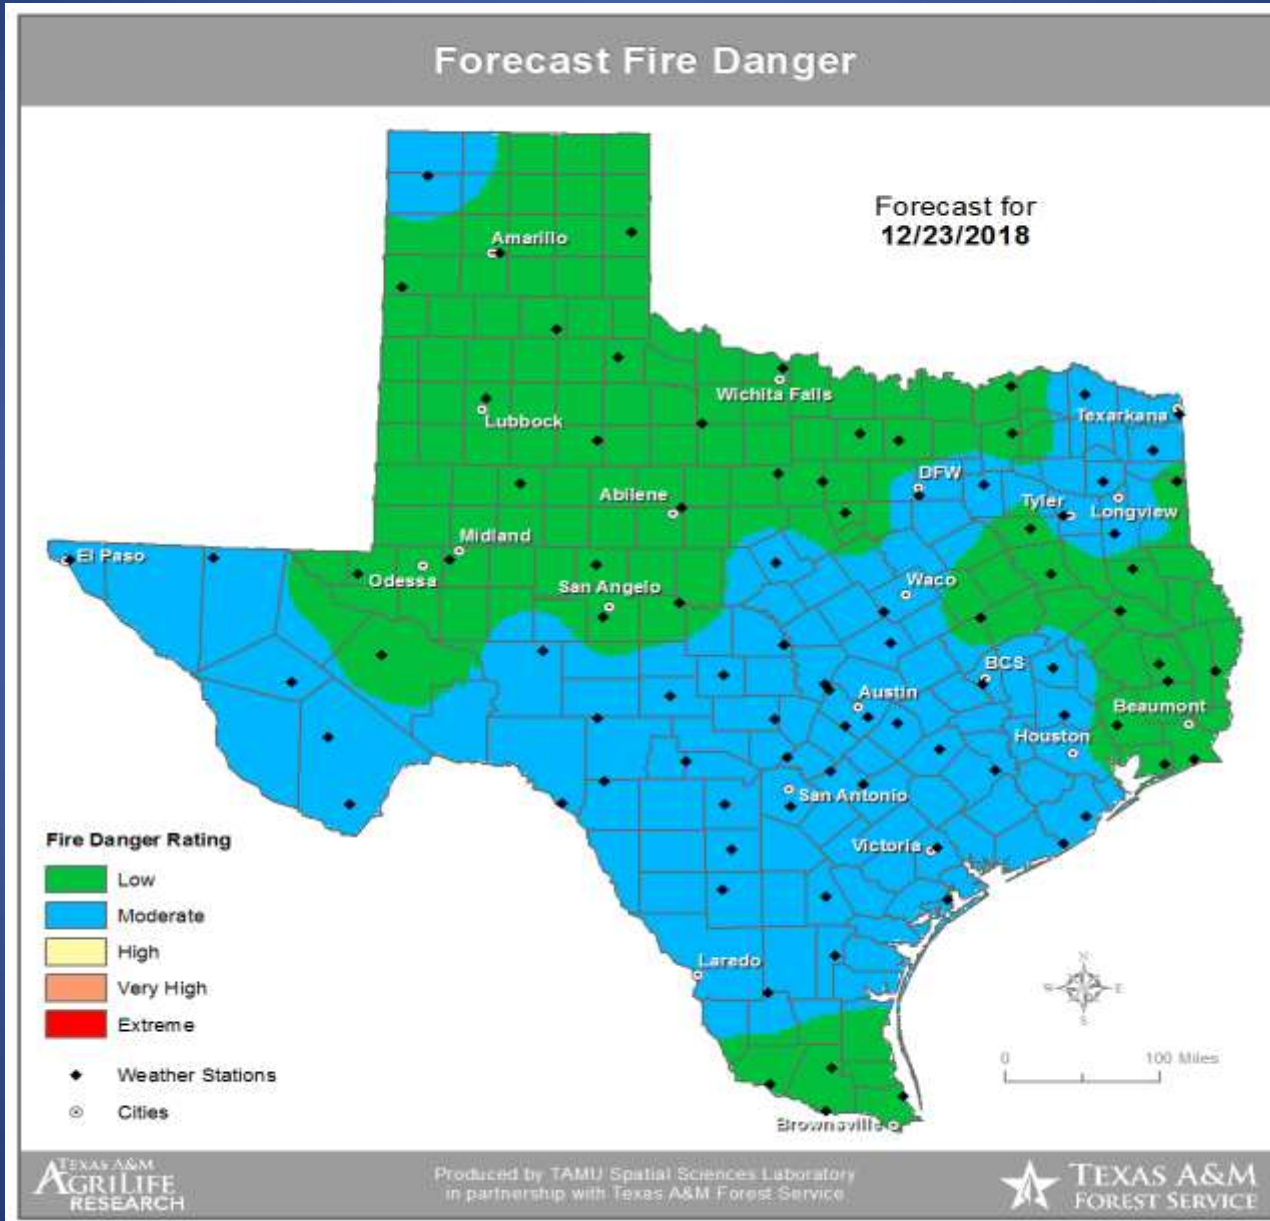 Forecast Fire Danger
Forecast for
12/23/2018
Amarillo
Wichita Falls
Lubbock
Texarkana
DFW
Abilene
Tyler
Longview
Midland
El Paso
Odessa
San Angelo
Waco
BCS
Austin
Beaumont
Houston
San Antonio
Victoria
Laredo
Brownsville
Fire Danger Rating
Low
Moderate
High
Very High
Extreme
Weather Stations
Cities
N
W E
S
0 100 Miles
TEXAS A&M
AGRILIFE
RESEARCH
Produced by TAMU Spatial Sciences Laboratory
in partnership with Texas A&M Forest Service
TEXAS A&M
FOREST SERVICE